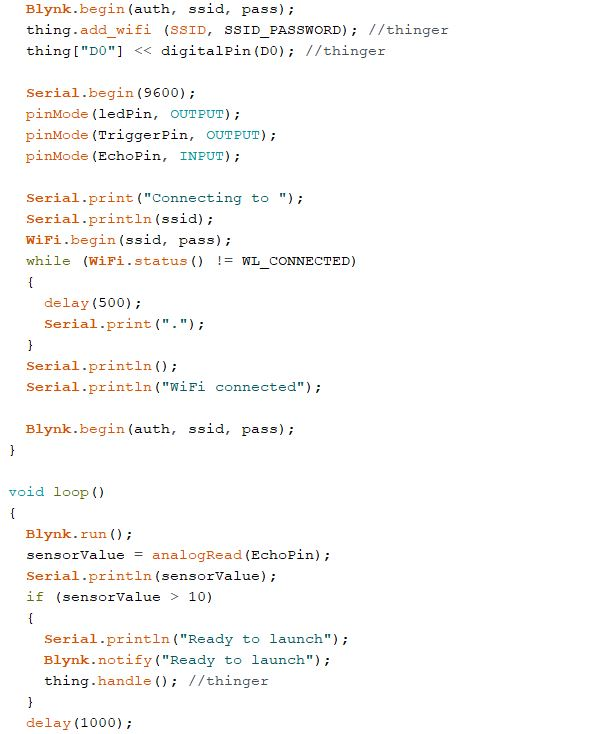 Blynk.begin(auth, ssid, pass);
thing.add_wifi (SSID, SSID_PASSWORD); //thinger
thing["D0"] << digitalPin(D0); //thinger
Serial.begin(9600);
pinMode(ledPin, OUTPUT);
pinMode(TriggerPin, OUTPUT);
pinMode(EchoPin, INPUT);
Serial.print("Connecting to ");
Serial.println(ssid);
WiFi.begin(ssid, pass);
while (WiFi.status() != WL_CONNECTED)
{
delay(500);
Serial.print(".");
}
Serial.println();
Serial.println("WiFi connected");
Blynk.begin(auth, ssid, pass);
}
void loop()
{
Blynk.run();
sensorValue = analogRead(EchoPin);
Serial.println(sensorValue);
if (sensorValue > 10)
{
Serial.println("Ready to launch");
Blynk.notify("Ready to launch");
thing.handle(); //thinger
}
delay(1000);